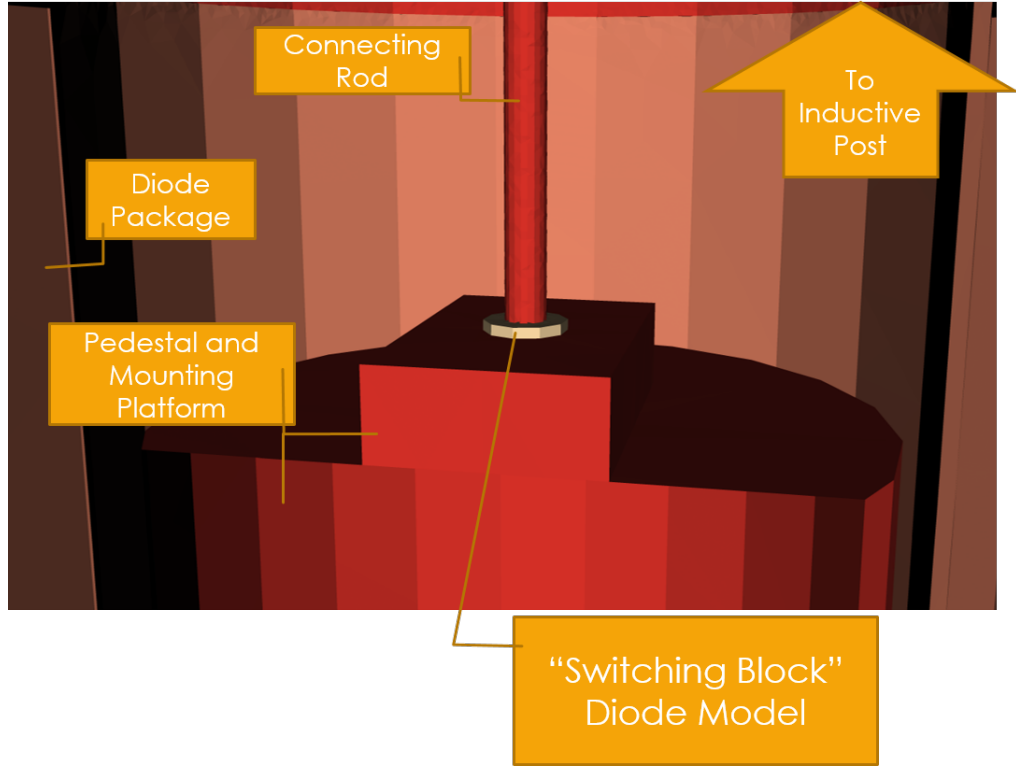 Connecting
Rod
To
Inductive
Post
Diode
Package
Pedestal and
Mounting
Platform
“Switching Block”
Diode Model